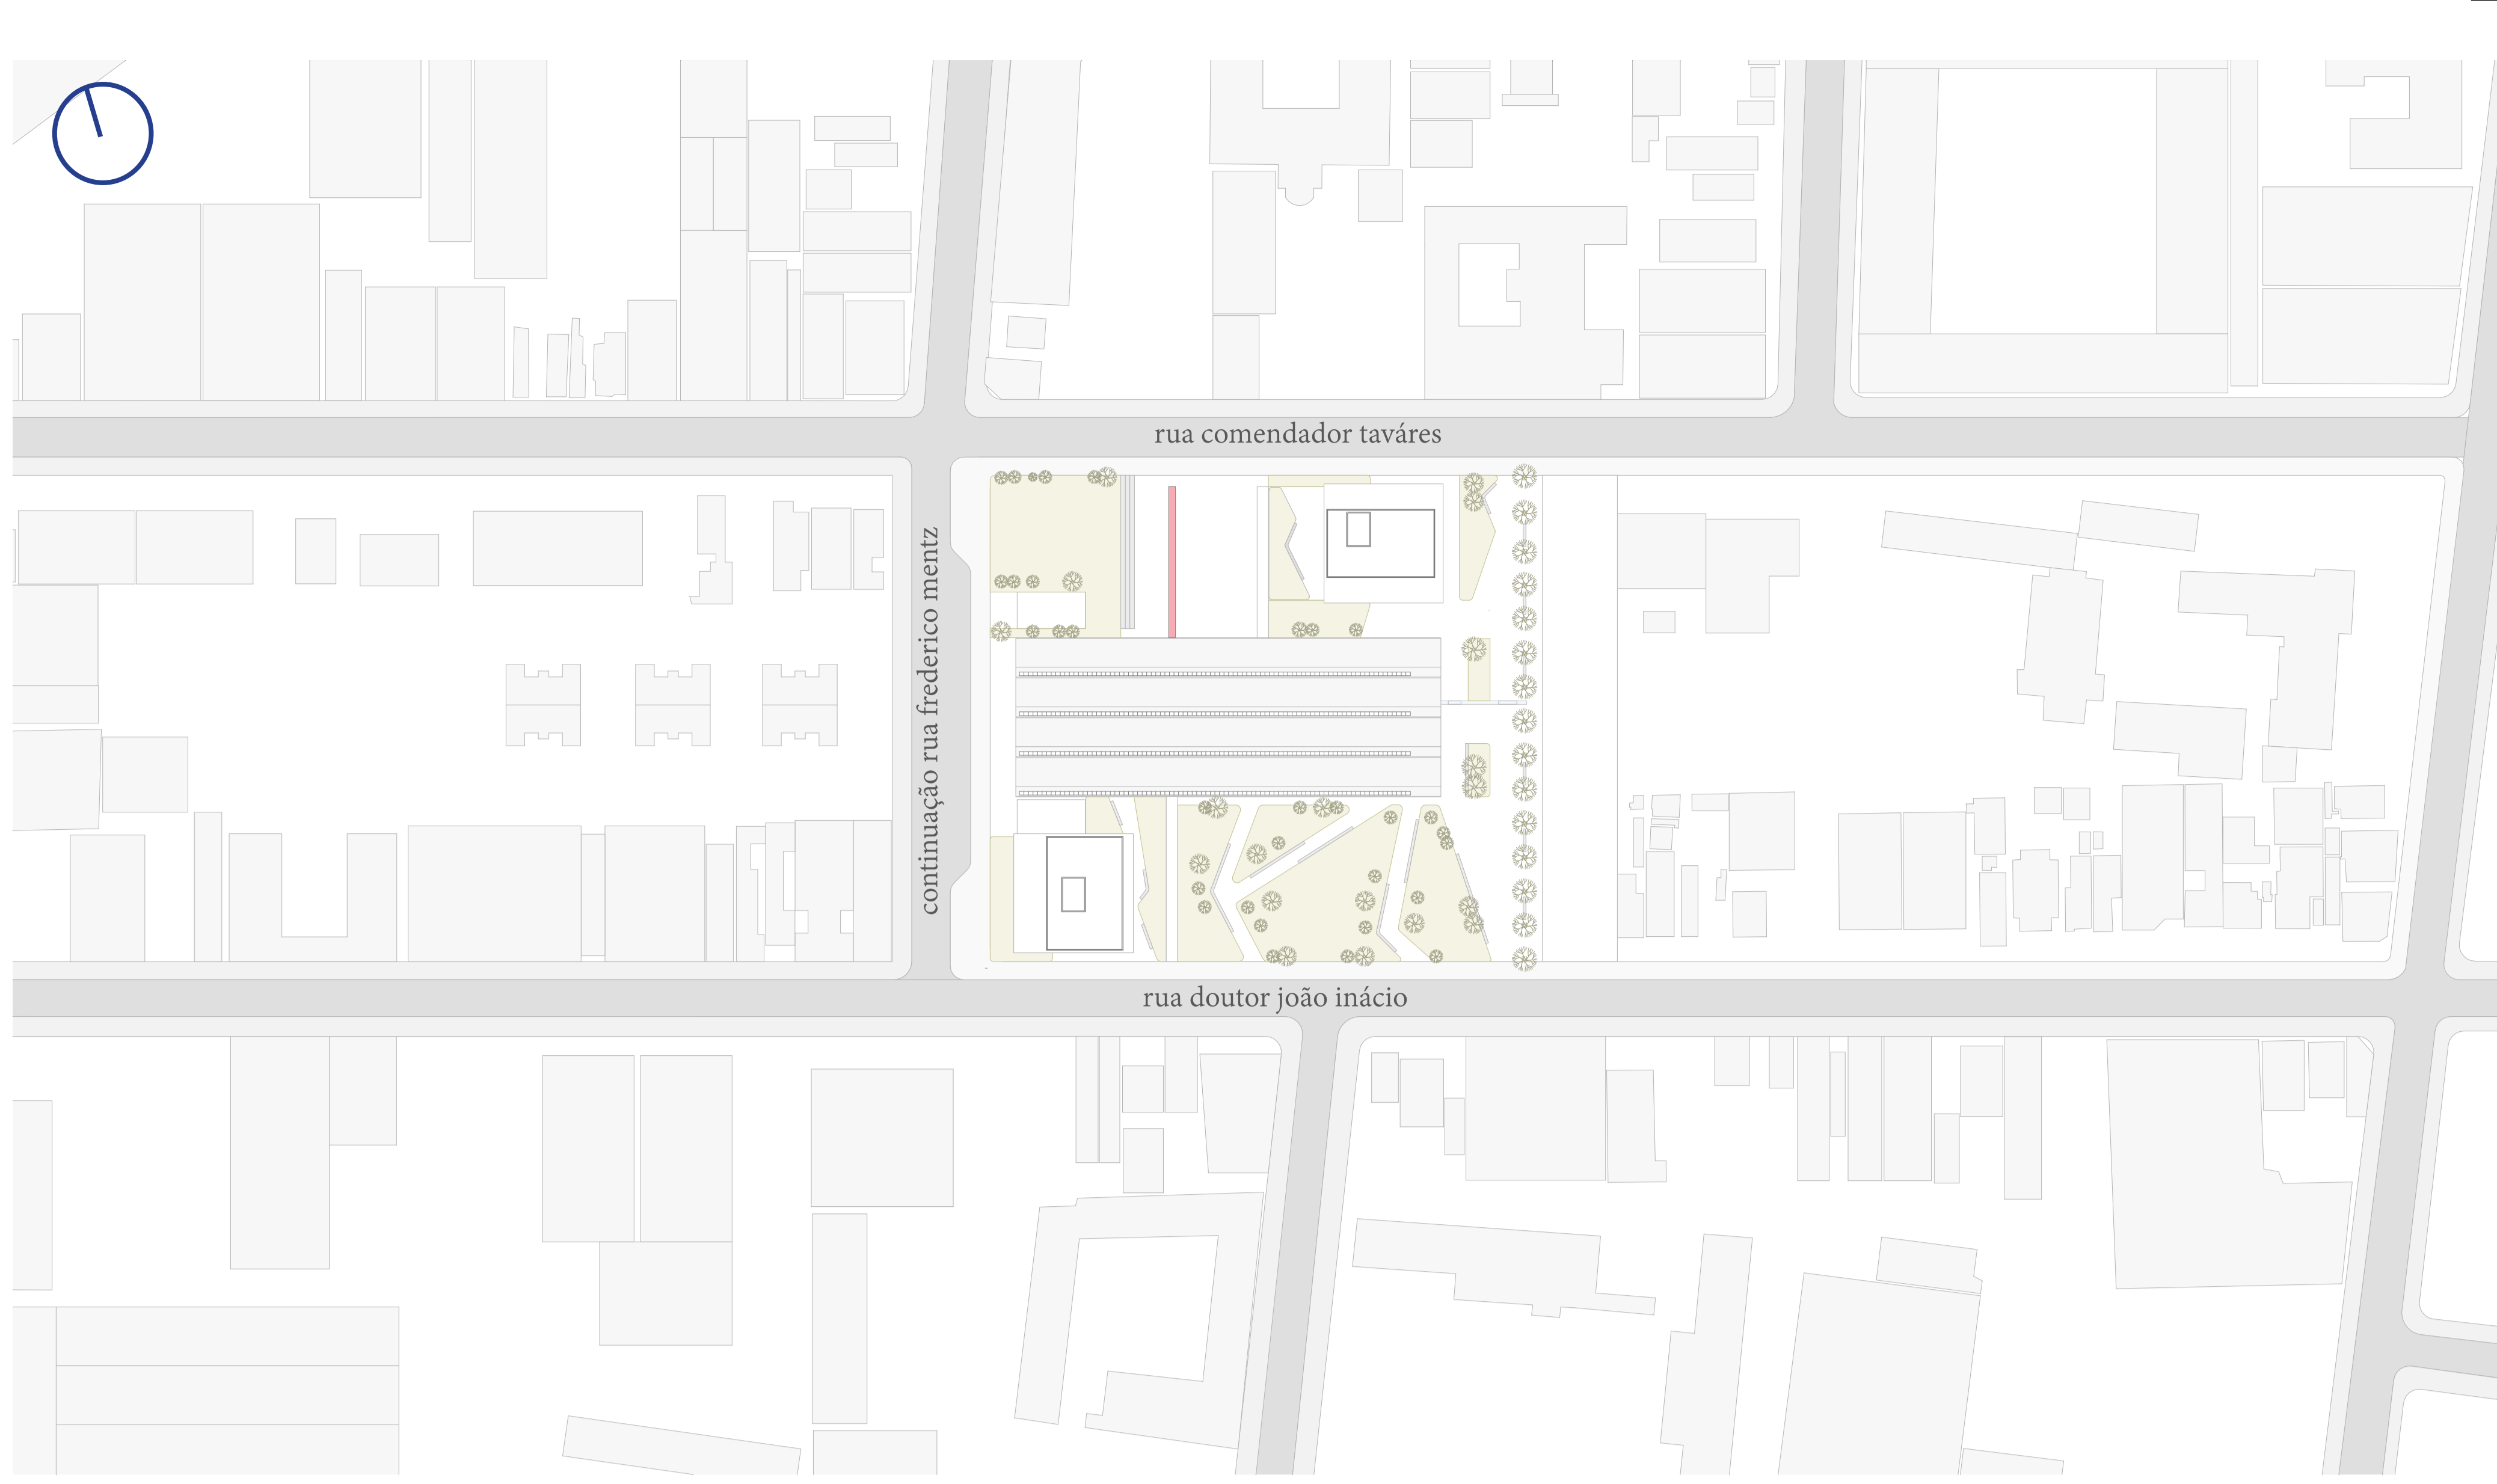 rua comendador taváres
continuação rua frederico mentz
rua doutor joão inácio